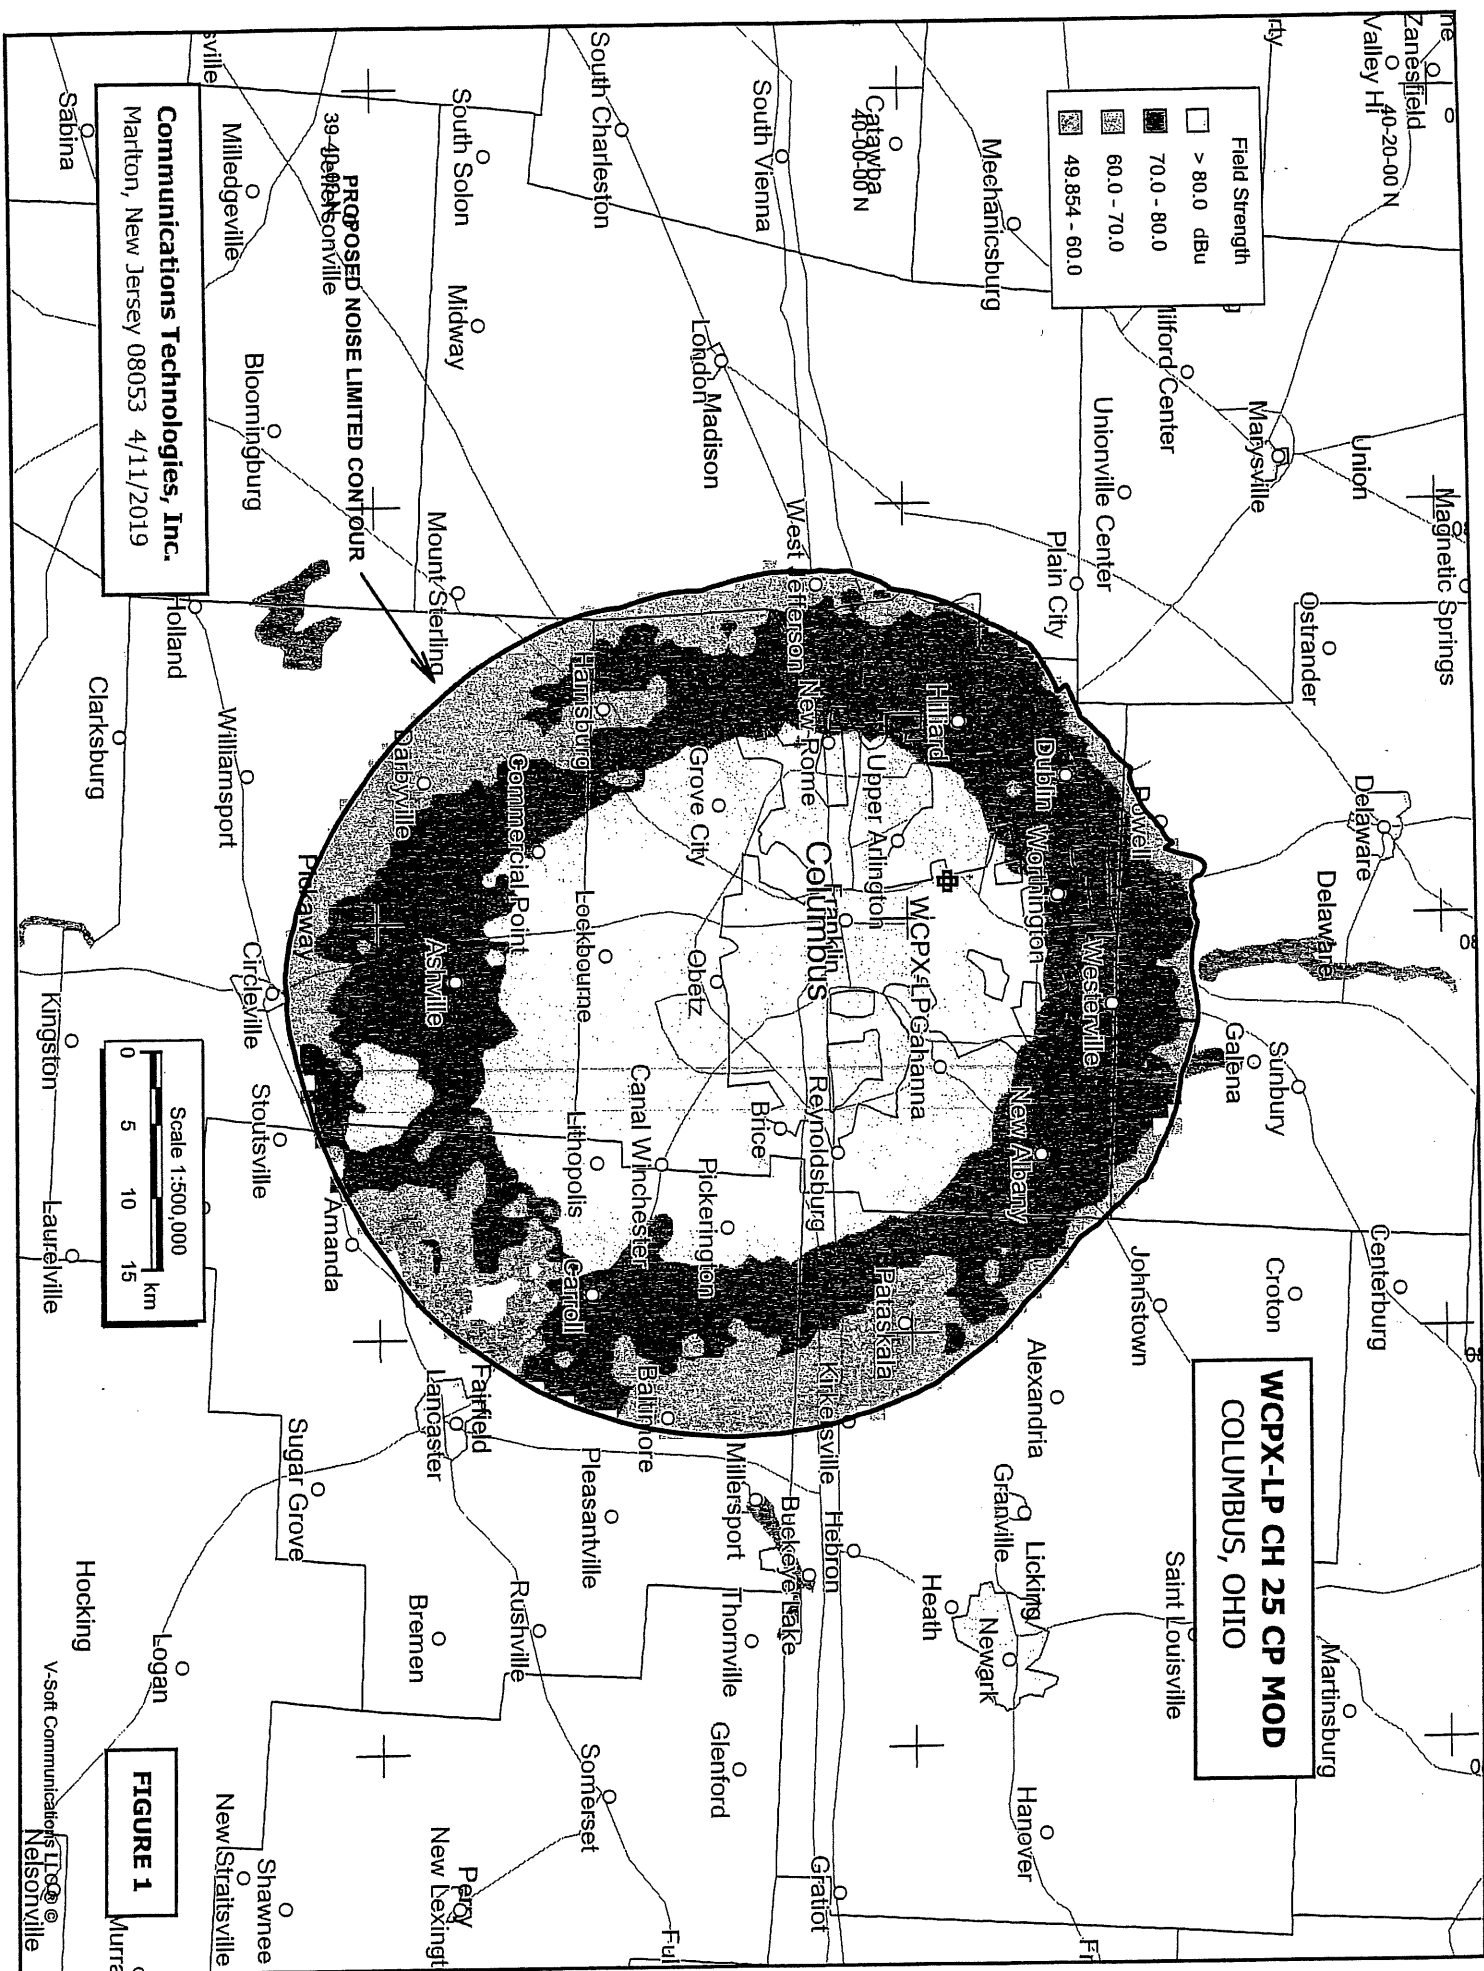 WCPX-LP CH 25 CP MOD
COLUMBUS, OHIO
Field Strength
> 80.0 dBu
70.0 - 80.0
60.0 - 70.0
49.854 - 60.0
Zanesfield
Valley Hi
40-20-00 N
Magnetic Springs
Union
Marysville
Milford Center
Unionville Center
Ostrander
Delaware
Delaware
Sunbury
Galena
Centerburg
Croton
Johnstown
Martinsburg
Saint Louisville
Mechanicsburg
Catawba
40-00-00 N
Plain City
Powell
Dublin
Worthington
Westerville
New Albany
Hilliard
Upper Arlington
WCPX-LP
Gahanna
Alexandria
Granville
Licking
Newark
Heath
Hanover
Pataskala
South Vienna
West Jefferson
New Rome
Columbus
Franklin
Reynoldsburg
Brice
Kirkersville
Hebron
Buckeye Lake
Gratiot
London
Madison
Grove City
Obetz
Pickerington
Millersport
Thornville
Glenford
South Charleston
Harrisburg
Lockbourne
Canal Winchester
Lithopolis
Baltimore
Carroll
Pleasantville
Somerset
Rushville
South Solon
Midway
Mount Sterling
Commercial Point
Darbyville
Ashville
Fairfield
Lancaster
Bremen
Perry
New Lexingt
39-40-00 N
Jeffersonville
PROPOSED NOISE LIMITED CONTOUR
Milledgeville
Bloomingburg
Pickaway
Circleville
Stoutsville
Amanda
Sugar Grove
Shawnee
New Straitsville
Williamsport
Holland
Sabina
Clarksburg
Kingston
Laurelville
Hocking
Logan
Nelsonville
Murra
Communications Technologies, Inc.
Marlton, New Jersey 08053 4/11/2019
Scale 1:500,000
0 5 10 15 km
FIGURE 1
V-Soft Communications LLC ® ©